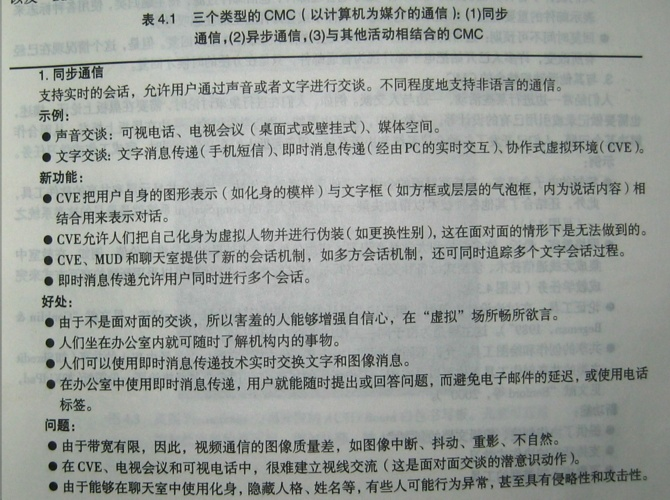 表 4.1 三个类型的 CMC(以计算机为媒介的通信):(1)同步
通信,(2)异步通信,(3)与其他活动相结合的 CMC
1. 同步通信
支持实时的会话,允许用户通过声音或者文字进行交谈。不同程度地支持非语言的通信。
示例:
● 声音交谈:可视电话、电视会议(桌面式或壁挂式)、媒体空间。
● 文字交谈:文字消息传递(手机短信)、即时消息传递(经由PC的实时交互)、协作式虚拟环境(CVE)。
新功能:
● CVE把用户自身的图形表示(如化身的模样)与文字框(如方框或层层的气泡框,内为说话内容)相
结合用来表示对话。
● CVE允许人们把自己化身为虚拟人物并进行伪装(如更换性别),这在面对面的情形下是无法做到的。
● CVE、MUD和聊天室提供了新的会话机制,如多方会话机制,还可同时追踪多个文字会话过程。
● 即时消息传递允许用户同时进行多个会话。
好处:
● 由于不是面对面的交谈,所以害羞的人能够增强自信心,在“虚拟”场所畅所欲言。
● 人们坐在办公室内就可随时了解机构内的事物。
● 人们可以使用即时消息传递技术实时交换文字和图像消息。
● 在办公室中使用即时消息传递,用户就能随时提出或回答问题,而避免电子邮件的延迟,或使用电话
标签。
问题:
● 由于带宽有限,因此,视频通信的图像质量差,如图像中断、抖动、重影、不自然。
● 在CVE、电视会议和可视电话中,很难建立视线交流(这是面对面交谈的潜意识动作)。
● 由于能够在聊天室中使用化身,隐藏人格、姓名等,有些人可能行为异常,甚至具有侵略性和攻击性。